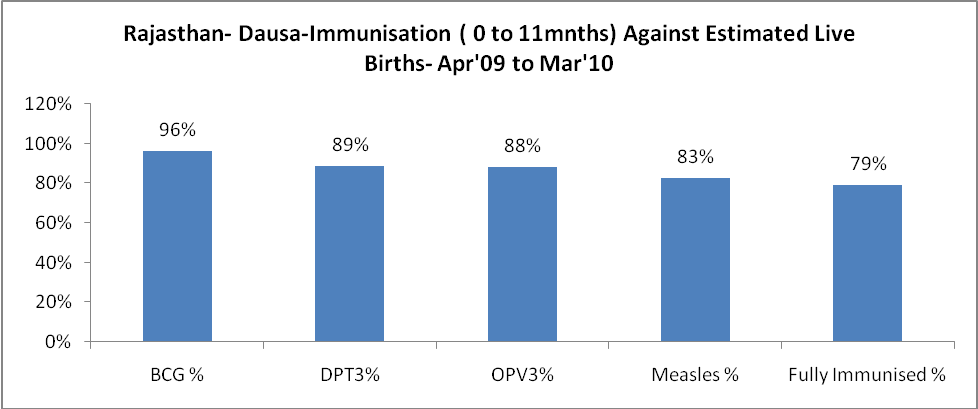 Rajasthan- Dausa-Immunisation ( 0 to 11mnths) Against Estimated Live
Births- Apr'09 to Mar'10
120%
100%
80%
60%
40%
20%
0%
96%
89%
88%
83%
79%
BCG %
DPT3%
OPV3%
Measles %
Fully Immunised %